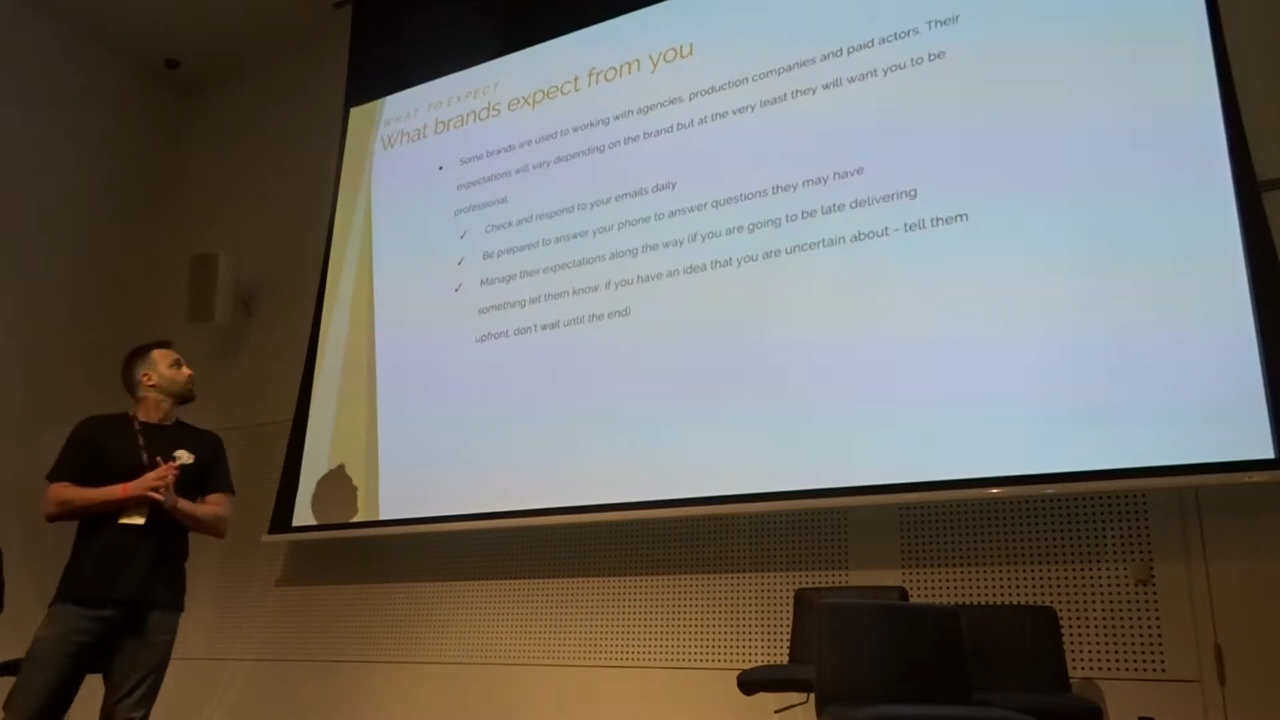 WHAT TO EXPECT
What brands expect from you
• Some brands are used to working with agencies, production companies and paid actors. Their
expectations will vary depending on the brand but at the very least they will want you to be
professional:
✓ Check and respond to your emails daily
✓ Be prepared to answer your phone to answer questions they may have
✓ Manage their expectations along the way (if you are going to be late delivering
something let them know, if you have an idea that you are uncertain about - tell them
upfront, don't wait until the end)